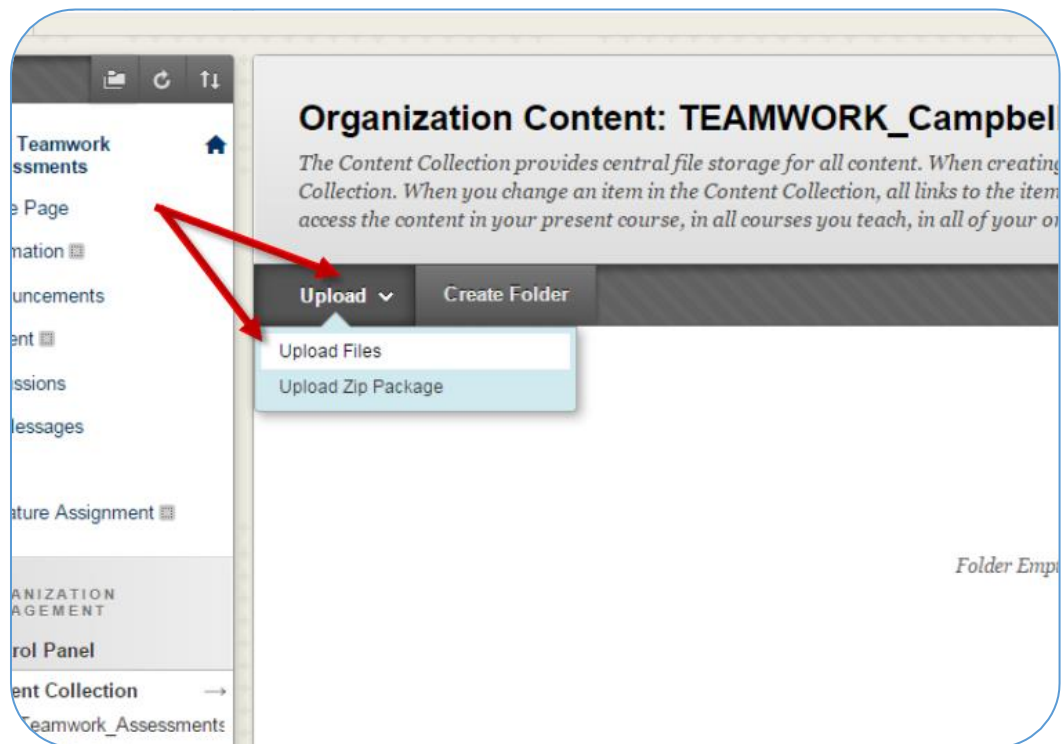 Teamwork
ssments
e Page
mation
uncements
ent
ssions
lessages
ature Assignment
ANIZATION
AGEMENT
rol Panel
ent Collection
Teamwork_Assessments
Organization Content: TEAMWORK_Campbel
The Content Collection provides central file storage for all content. When creating
Collection. When you change an item in the Content Collection, all links to the item
access the content in your present course, in all courses you teach, in all of your o
Upload Create Folder
Upload Files
Upload Zip Package
Folder Emp